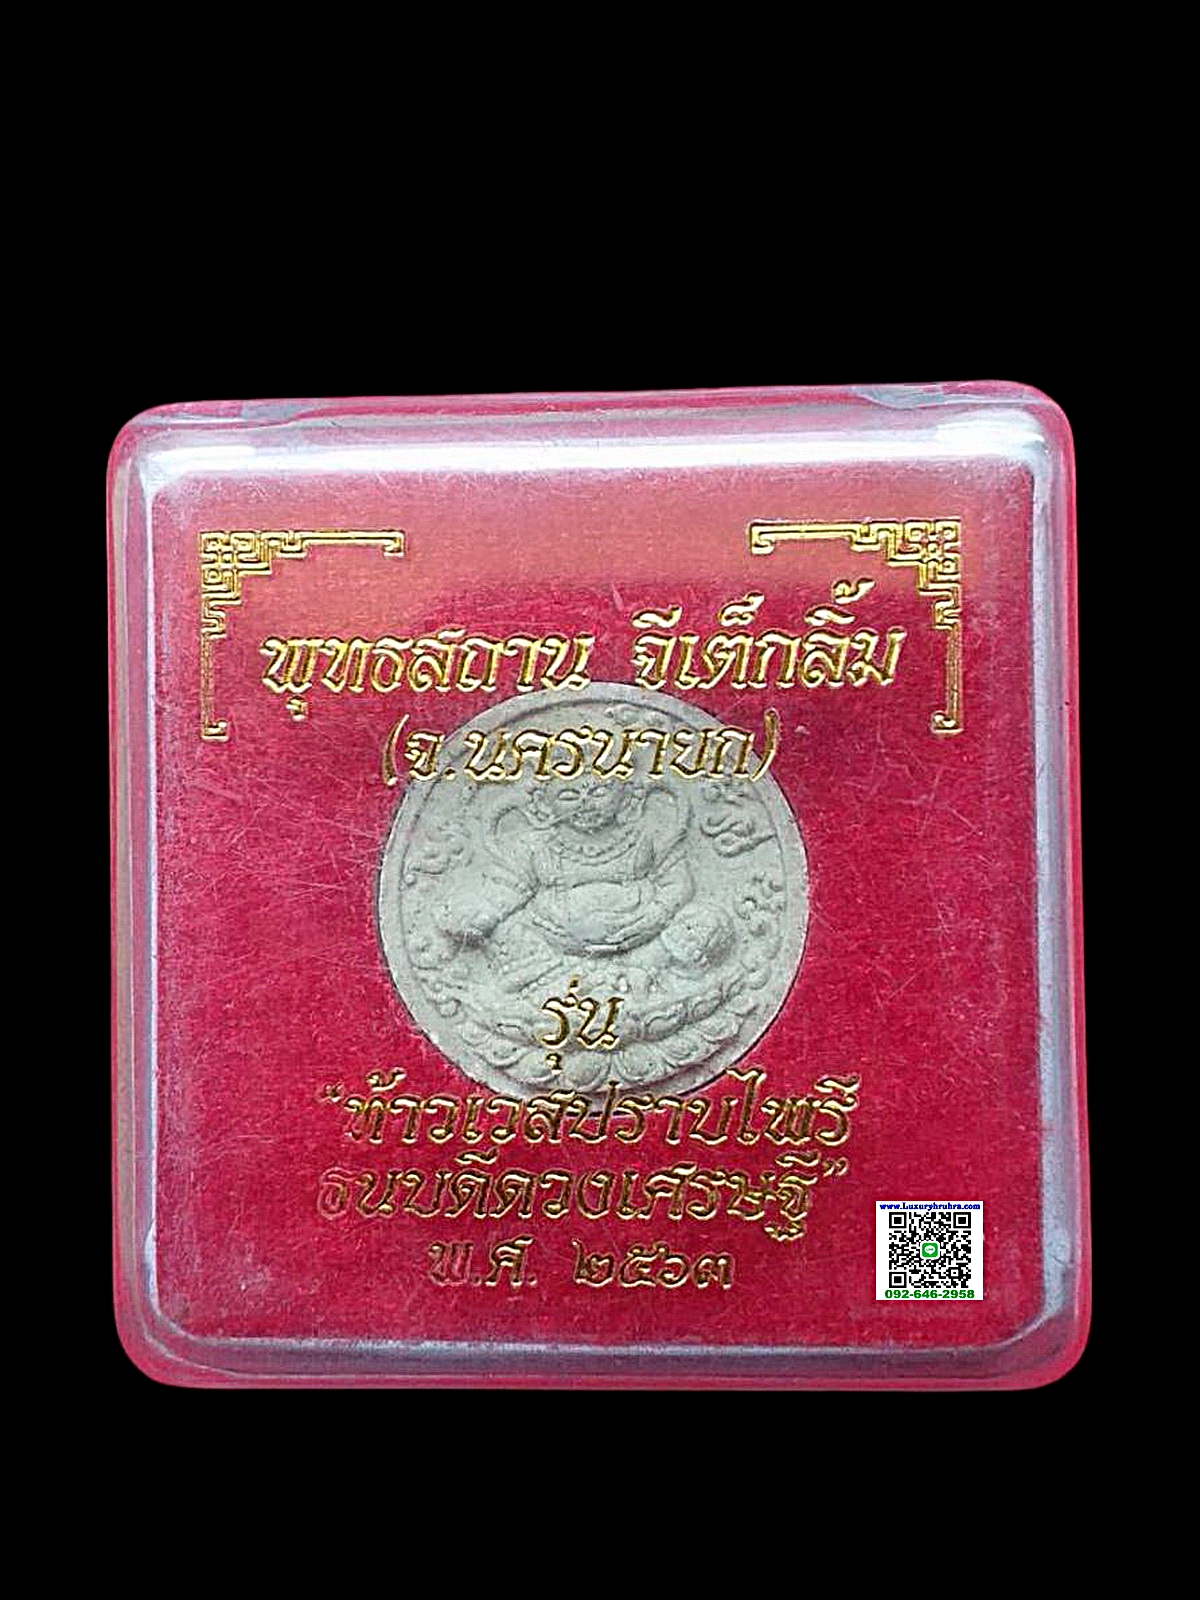 พุทธสถาน จีเต็กลิ้ม
(จ.นครนายก)
รุ่น
"ท้าวเวสปราบไพรี
ธนบดีดวงเศรษฐี"
พ.ศ. ๒๕๖๓
www.Luxuryhruhra.com
092-646-2958